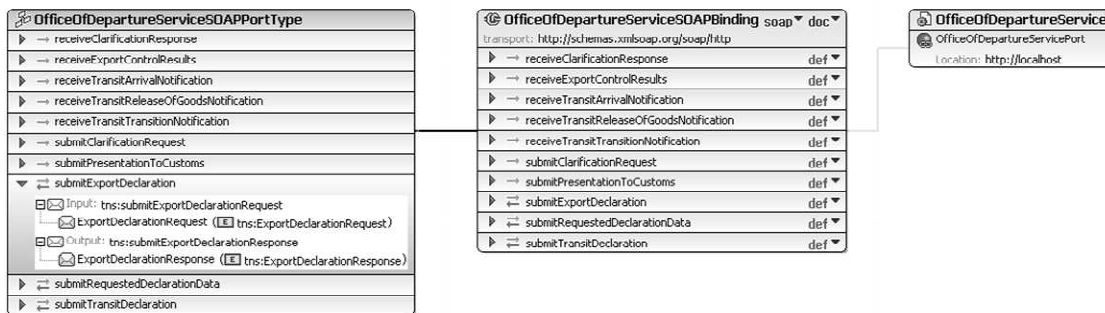 OfficeOfDepartureServiceSOAPPortType
receiveClarificationResponse
receiveExportControlResults
receiveTransitArrivalNotification
receiveTransitReleaseOfGoodsNotification
receiveTransitTransitionNotification
submitClarificationRequest
submitPresentationToCustoms
submitExportDeclaration
Input: tns:submitExportDeclarationRequest
ExportDeclarationRequest ( E tns:ExportDeclarationRequest)
Output: tns:submitExportDeclarationResponse
ExportDeclarationResponse ( E tns:ExportDeclarationResponse)
submitRequestedDeclarationData
submitTransitDeclaration
OfficeOfDepartureServiceSOAPBinding soap doc
transport: http://schemas.xmlsoap.org/soap/http
receiveClarificationResponse def
receiveExportControlResults def
receiveTransitArrivalNotification def
receiveTransitReleaseOfGoodsNotification def
receiveTransitTransitionNotification def
submitClarificationRequest def
submitPresentationToCustoms def
submitExportDeclaration def
submitRequestedDeclarationData def
submitTransitDeclaration def
OfficeOfDepartureService
OfficeOfDepartureServicePort
Location: http://localhost